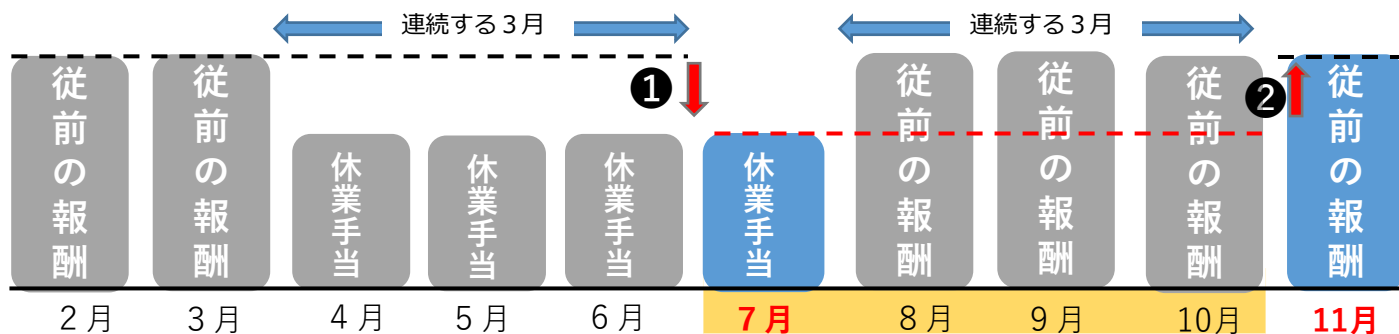 連続する３月
連続する３月
❶
❷
従前の報酬
従前の報酬
休業手当
休業手当
休業手当
休業手当
従前の報酬
従前の報酬
従前の報酬
従前の報酬
２月
３月
４月
５月
６月
７月
８月
９月
10月
11月